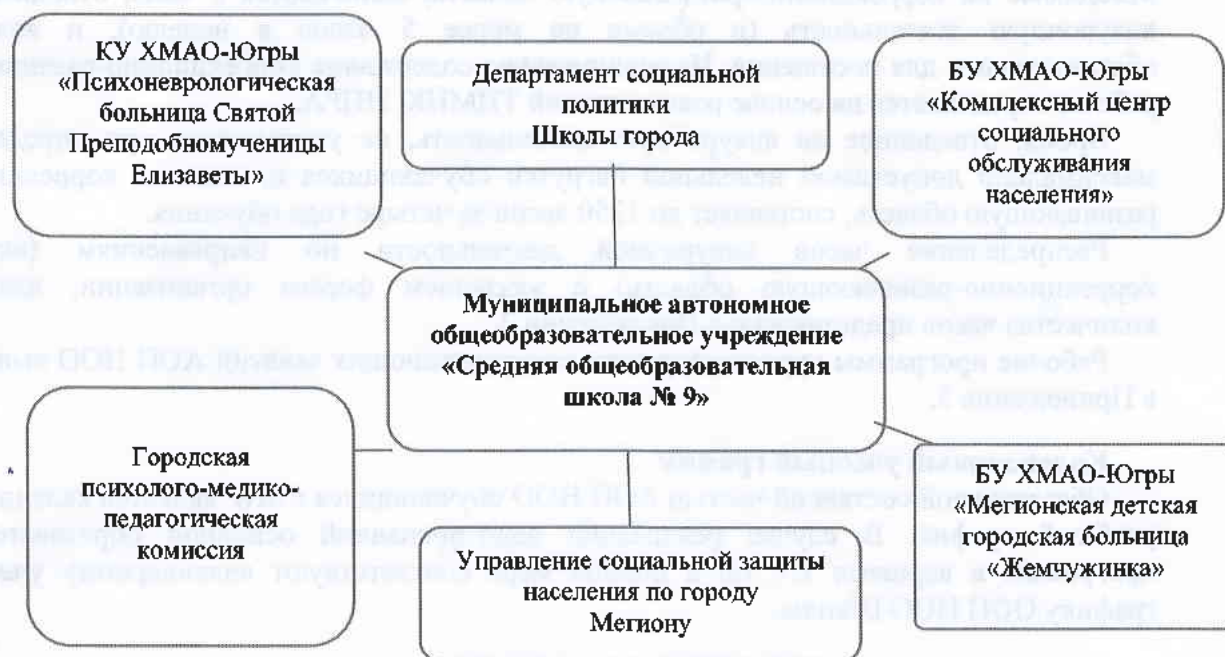 КУ ХМАО-Югры
«Психоневрологическая
больница Святой
Преподобномученицы
Елизаветы»
Департамент социальной
политики
Школы города
БУ ХМАО-Югры
«Комплексный центр
социального
обслуживания
населения»
Муниципальное автономное
общеобразовательное учреждение
«Средняя общеобразовательная
школа № 9»
Городская
психолого-медико-
педагогическая
комиссия
Управление социальной защиты
населения по городу
Мегиону
БУ ХМАО-Югры
«Мегионская детская
городская больница
«Жемчужинка»